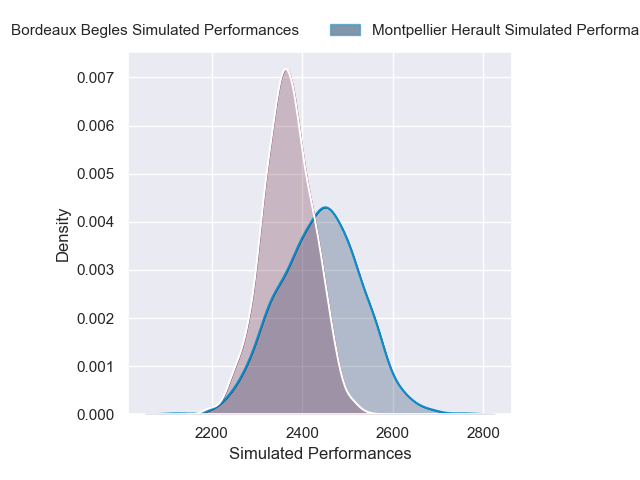 Bordeaux Begles Simulated Performances Montpellier Herault Simulated Performa
0.007
0.006
0.005
0.004
0.003
0.002
0.001
0.000
Density
2200 2400 2600 2800
Simulated Performances